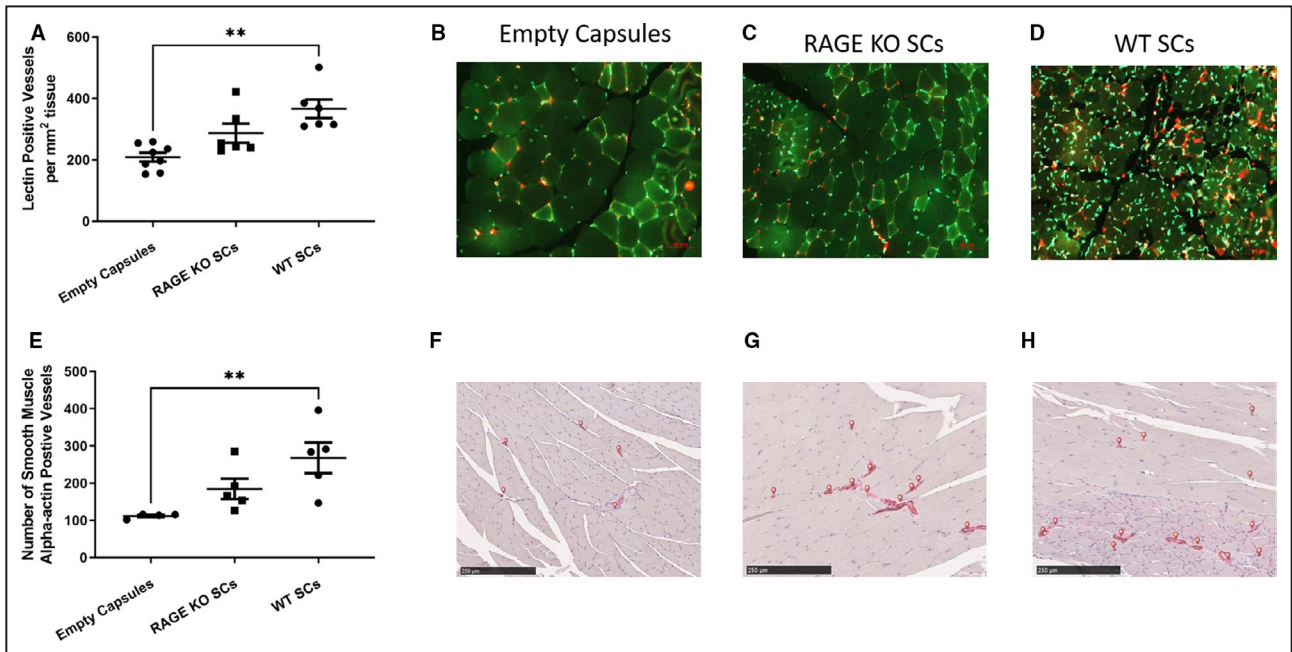 A
600
400
200
0
**
Lectin Positive Vessels
per mm² tissue
Empty Capsules
RAGE KO SCs
WT SCs
B
Empty Capsules
C
RAGE KO SCs
D
WT SCs
E
500
400
300
200
100
0
**
Number of Smooth Muscle
Alpha-actin Postive Vessels
Empty Capsules
RAGE KO SCs
WT SCs
F
250 µm
G
250 µm
H
250 µm